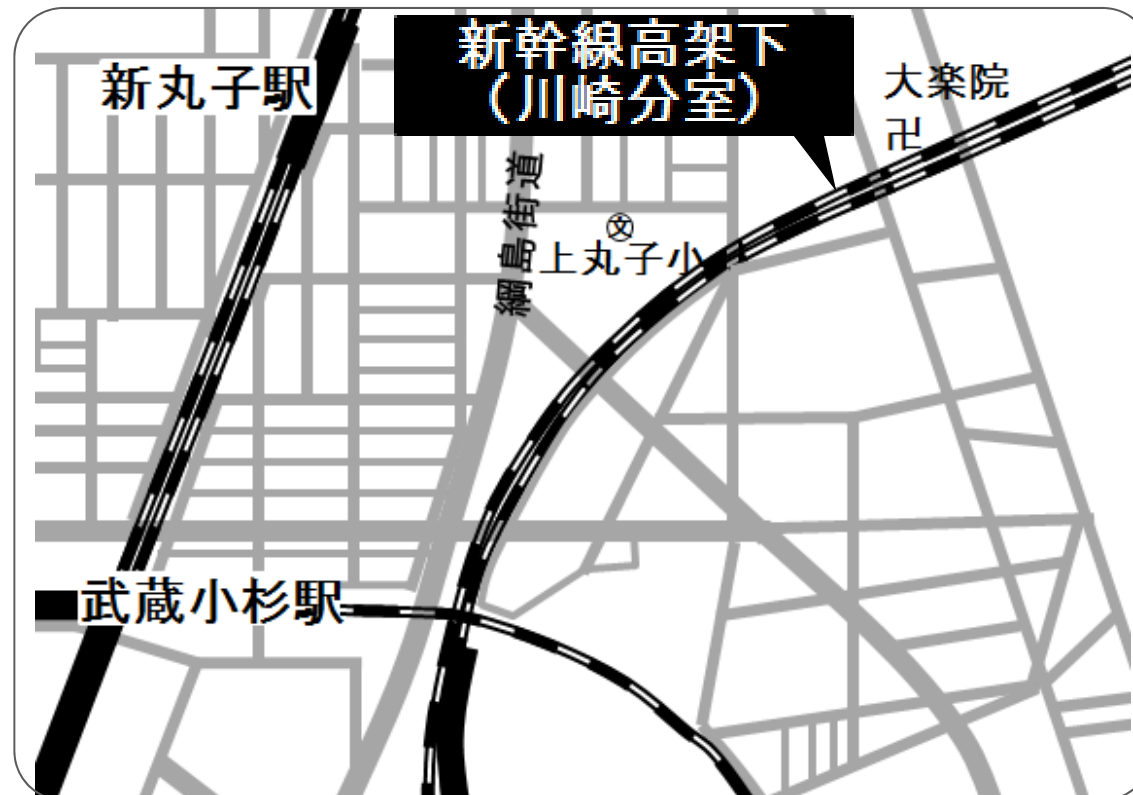 新幹線高架下
（川崎分室）
新丸子駅
大楽院
卍
綱島街道
文
上丸子小
武蔵小杉駅